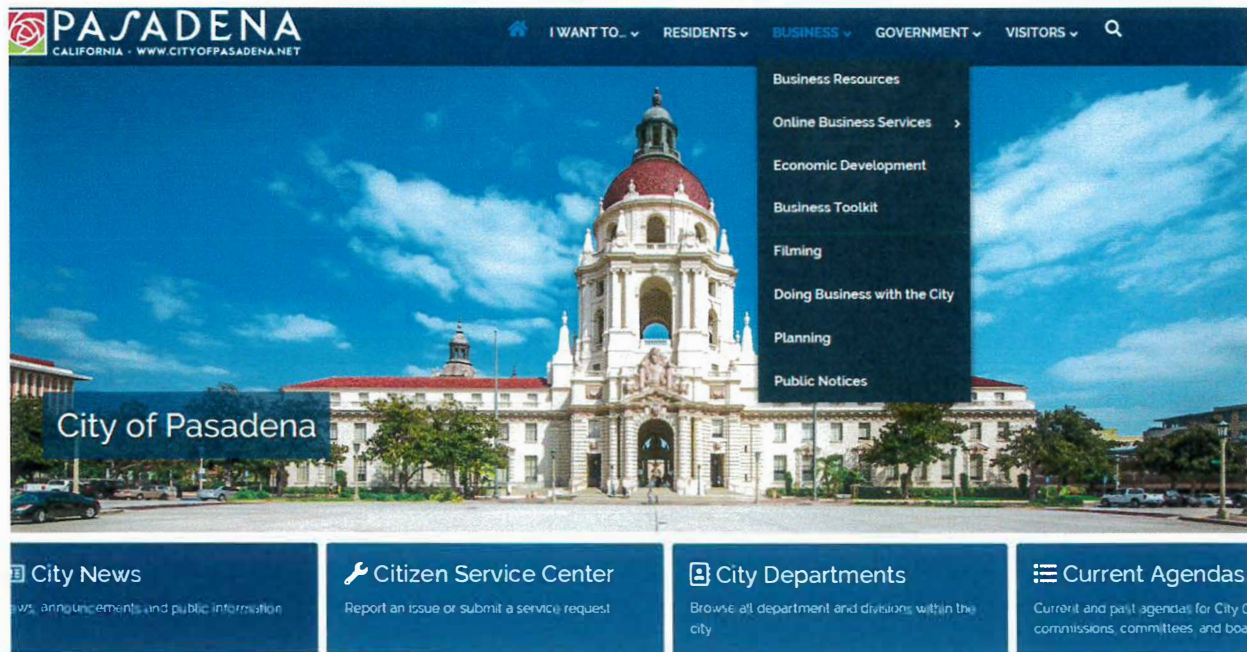 PASADENA
CALIFORNIA - WWW.CITYOFPASADENA.NET
I WANT TO... RESIDENTS BUSINESS GOVERNMENT VISITORS
Business Resources
Online Business Services
Economic Development
Business Toolkit
Filming
Doing Business with the City
Planning
Public Notices
City of Pasadena
City News
announcements and public information
Citizen Service Center
Report an issue or submit a service request
City Departments
Browse all department and divisions within the
city
Current Agendas
Current and past agendas for City
commissions, committees, and